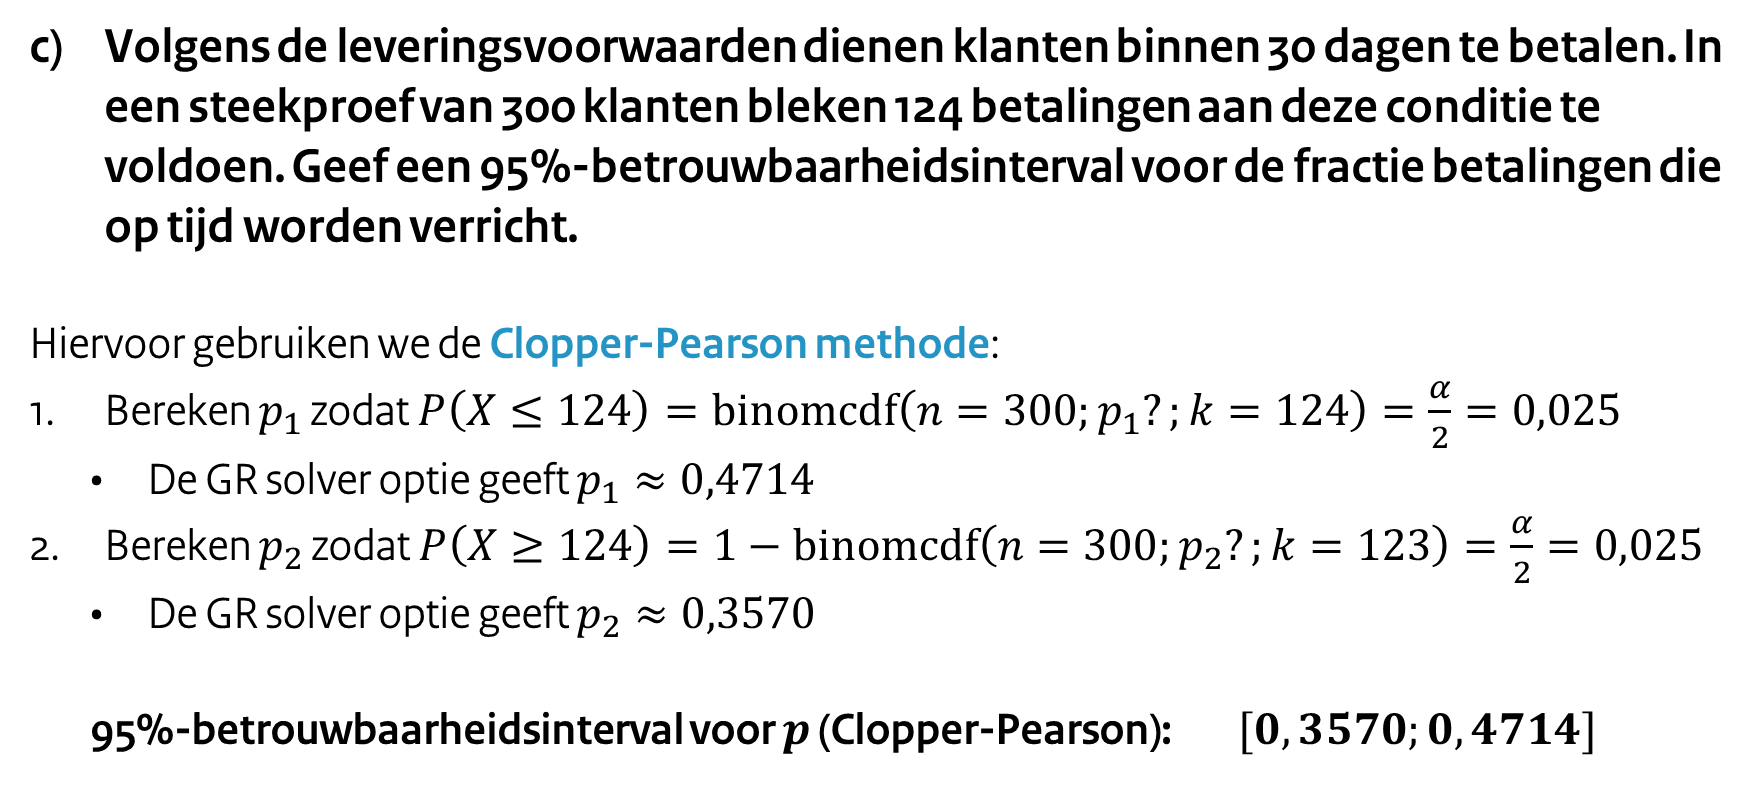 c) Volgens de leveringsvoorwaarden dienen klanten binnen 30 dagen te betalen. In
een steekproef van 300 klanten bleken 124 betalingen aan deze conditie te
voldoen. Geef een 95%-betrouwbaarheidsinterval voor de fractie betalingen die
op tijd worden verricht.
Hiervoor gebruiken we de Clopper-Pearson methode:
1. Bereken p₁ zodat P(X ≤ 124) = binomcdf(n = 300; p₁?; k = 124) = α/2 = 0,025
• De GR solver optie geeft p₁ ≈ 0,4714
2. Bereken p₂ zodat P(X ≥ 124) = 1 − binomcdf(n = 300; p₂?; k = 123) = α/2 = 0,025
• De GR solver optie geeft p₂ ≈ 0,3570
95%-betrouwbaarheidsinterval voor p (Clopper-Pearson): [0,3570; 0,4714]